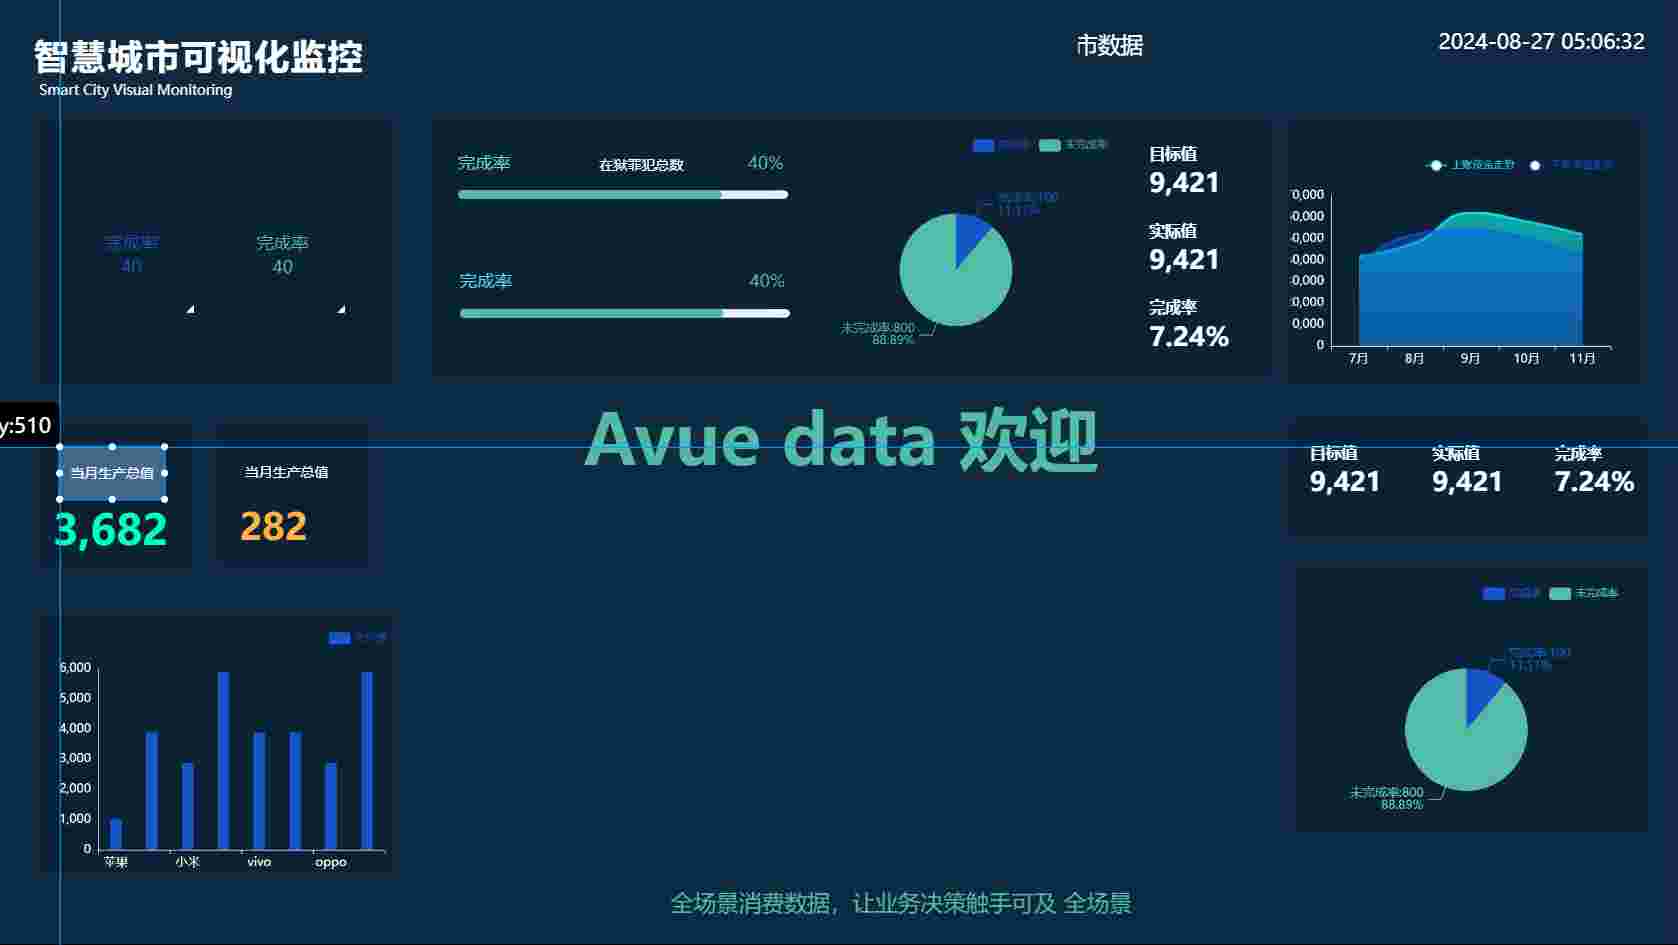 智慧城市可视化监控
Smart City Visual Monitoring
市数据
2024-08-27 05:06:32
完成率
40
完成率
40
完成率
在狱罪犯总数
40%
完成率
40%
未完成率
完成率:100
11.11%
未完成率:800
88.89%
目标值
9,421
实际值
9,421
完成率
7.24%
0,000
0,000
0,000
0,000
0,000
0,000
0,000
0
7月
8月
9月
10月
11月
y:510
Avue data 欢迎
当月生产总值
3,682
当月生产总值
282
目标值
9,421
实际值
9,421
完成率
7.24%
6,000
5,000
4,000
3,000
2,000
1,000
0
苹果
小米
vivo
oppo
完成率
未完成率
完成率:100
11.11%
未完成率:800
88.89%
全场景消费数据，让业务决策触手可及 全场景